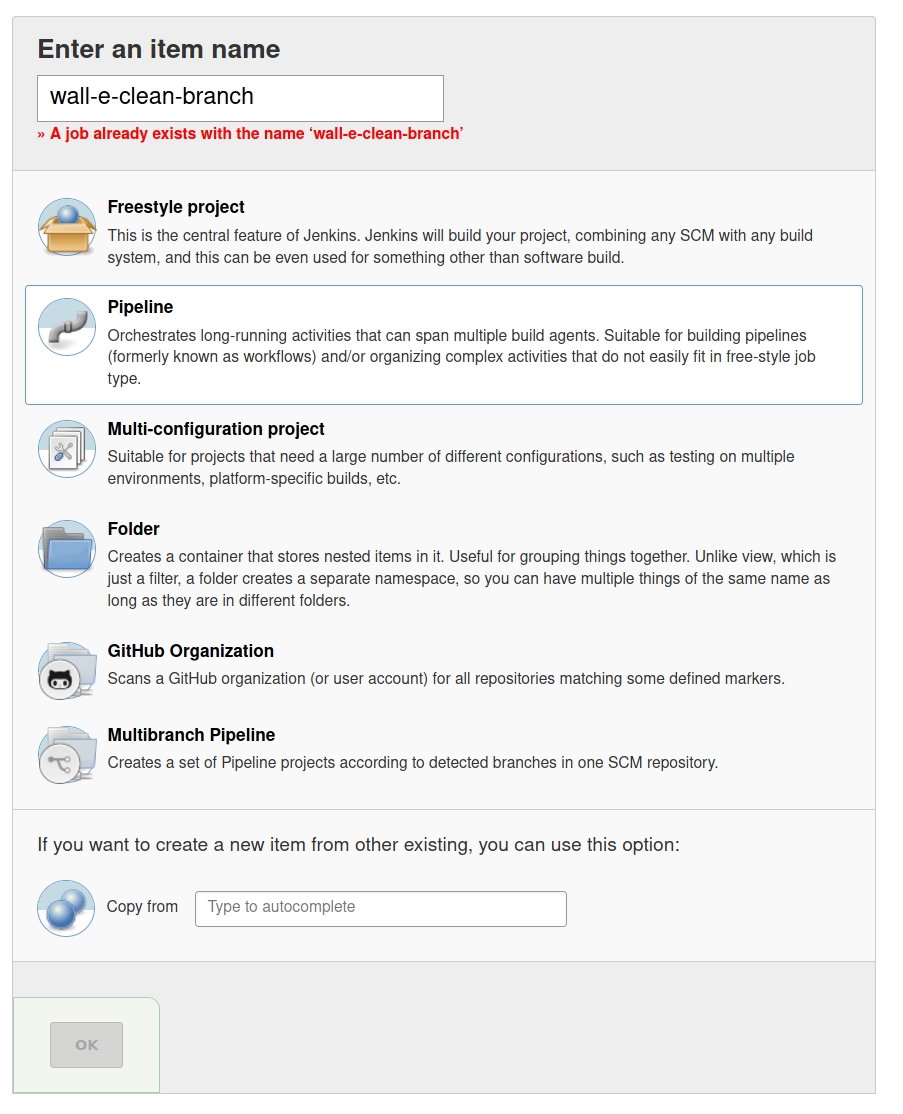 Enter an item name
wall-e-clean-branch
» A job already exists with the name ‘wall-e-clean-branch’
Freestyle project
This is the central feature of Jenkins. Jenkins will build your project, combining any SCM with any build
system, and this can be even used for something other than software build.
Pipeline
Orchestrates long-running activities that can span multiple build agents. Suitable for building pipelines
(formerly known as workflows) and/or organizing complex activities that do not easily fit in free-style job
type.
Multi-configuration project
Suitable for projects that need a large number of different configurations, such as testing on multiple
environments, platform-specific builds, etc.
Folder
Creates a container that stores nested items in it. Useful for grouping things together. Unlike view, which is
just a filter, a folder creates a separate namespace, so you can have multiple things of the same name as
long as they are in different folders.
GitHub Organization
Scans a GitHub organization (or user account) for all repositories matching some defined markers.
Multibranch Pipeline
Creates a set of Pipeline projects according to detected branches in one SCM repository.
If you want to create a new item from other existing, you can use this option:
Copy from Type to autocomplete
OK